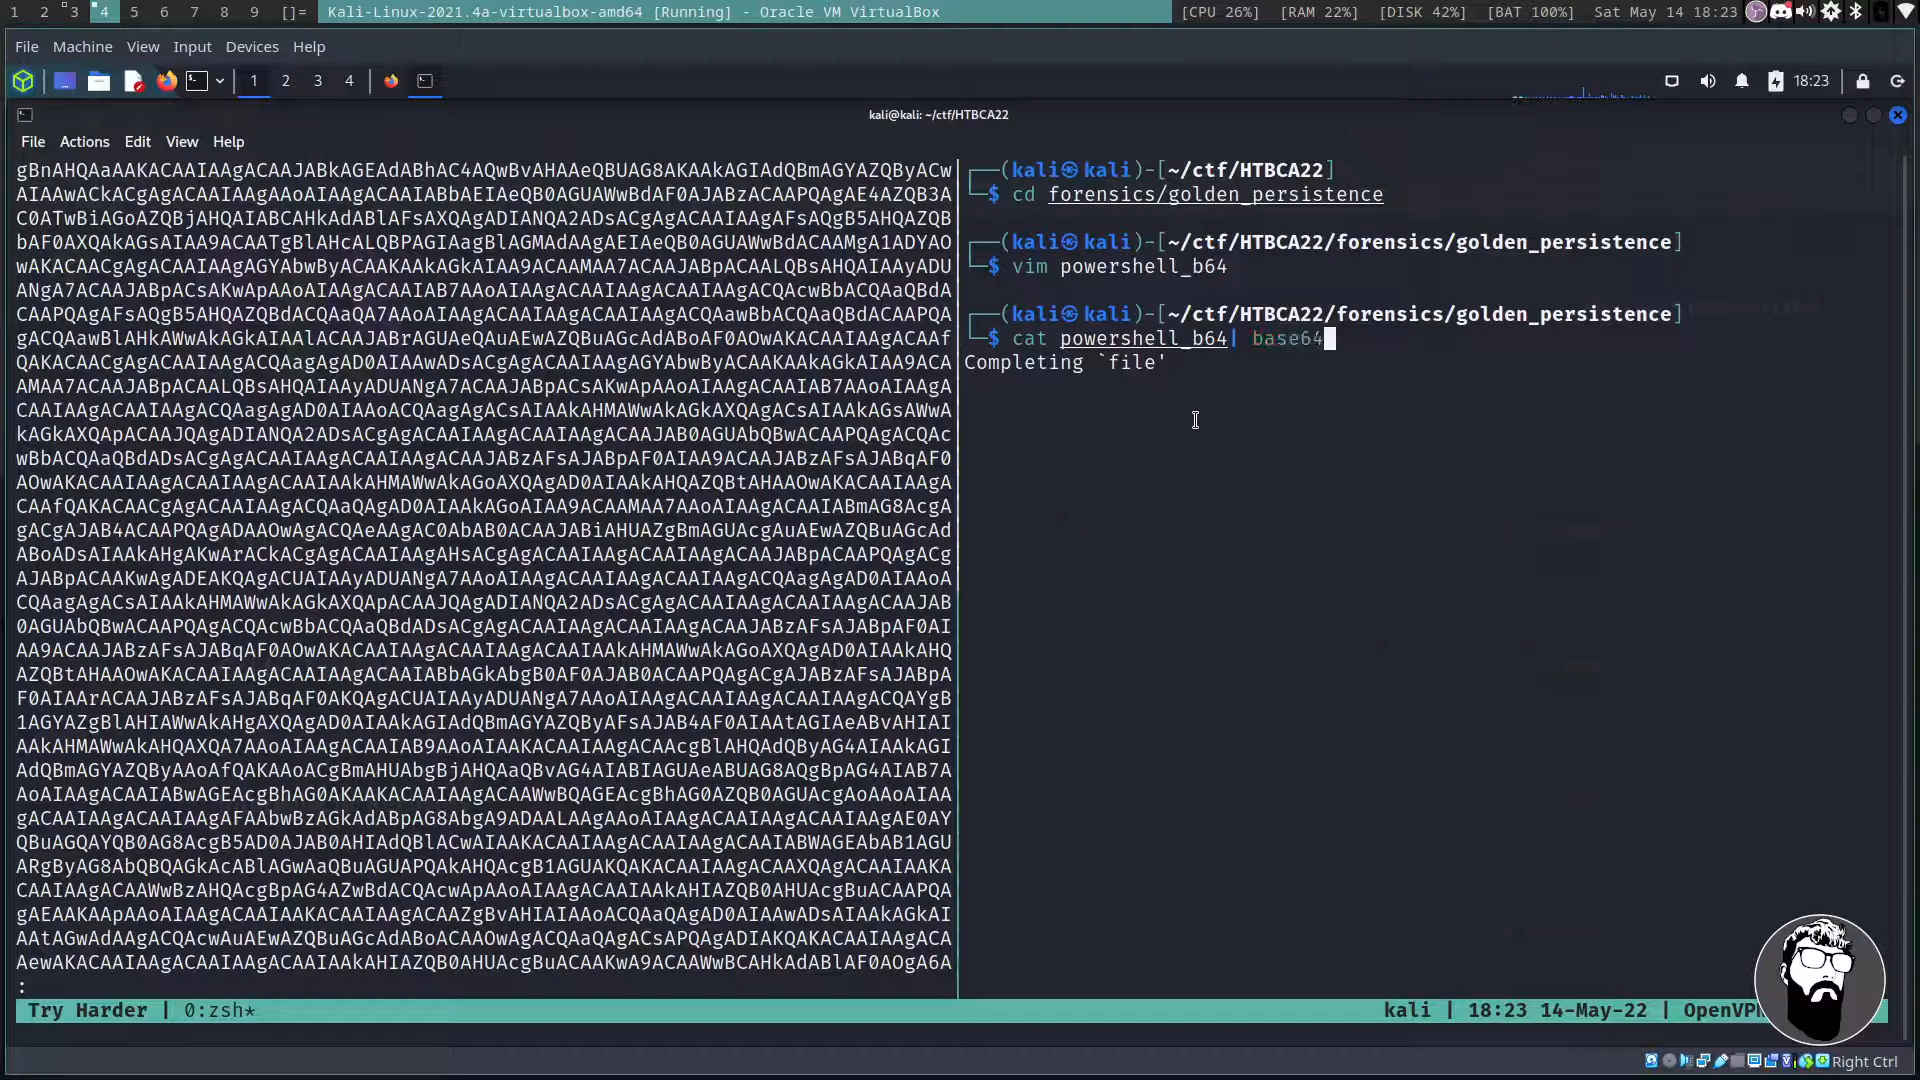 1 2 3 4 5 6 7 8 9 []= Kali-Linux-2021.4a-virtualbox-amd64 [Running] - Oracle VM VirtualBox [CPU 26%] [RAM 22%] [DISK 42%] [BAT 100%] Sat May 14 18:23
File Machine View Input Devices Help
1 2 3 4 18:23
kali@kali: ~/ctf/HTBCA22
File Actions Edit View Help
gBnAHQAaAAKACAAIAAgACAAJABkAGEAdABhAC4AQwBvAHAAeQBUAG8AKAAkAGIAdQBmAGYAZQByACw
AIAAwACkACgAgACAAIAAgAAoAIAAgACAAIABbAEIAeQB0AGUAWwBdAF0AJABzACAAPQAgAE4AZQB3A
C0ATwBiAGoAZQBjAHQAIABCAHkAdABlAFsAXQAgADIANQA2ADsACgAgACAAIAAgAFsAQgB5AHQAZQB
bAF0AXQAkAGsAIAA9ACAATgBlAHcALQBPAGIAagBlAGMAdAAgAEIAeQB0AGUAWwBdACAAMgA1ADYAO
wAKACAACgAgACAAIAAgAGYAbwByACAAKAAkAGkAIAA9ACAAMAA7ACAAJABpACAALQBsAHQAIAAyADU
ANgA7ACAAJABpACsAKwApAAoAIAAgACAAIAB7AAoAIAAgACAAIAAgACAAIAAgACQAcwBbACQAaQBdA
CAAPQAgAFsAQgB5AHQAZQBdACQAaQA7AAoAIAAgACAAIAAgACAAIAAgACQAawBbACQAaQBdACAAPQA
gACQAawBlAHkAWwAkAGkAIAAlACAAJABrAGUAeQAuAEwAZQBuAGcAdABoAF0AOwAKACAAIAAgACAAf
QAKACAACgAgACAAIAAgACQAagAgAD0AIAAwADsACgAgACAAIAAgAGYAbwByACAAKAAkAGkAIAA9ACA
AMAA7ACAAJABpACAALQBsAHQAIAAyADUANgA7ACAAJABpACsAKwApAAoAIAAgACAAIAB7AAoAIAAgA
CAAIAAgACAAIAAgACQAagAgAD0AIAAoACQAagAgACsAIAAkAHMAWwAkAGkAXQAgACsAIAAkAGsAWwA
kAGkAXQApACAAJQAgADIANQA2ADsACgAgACAAIAAgACAAIAAgACAAJAB0AGUAbQBwACAAPQAgACQAc
wBbACQAaQBdADsACgAgACAAIAAgACAAIAAgACAAJABzAFsAJABpAF0AIAA9ACAAJABzAFsAJABqAF0
AOwAKACAAIAAgACAAIAAgACAAIAAkAHMAWwAkAGoAXQAgAD0AIAAkAHQAZQBtAHAAOwAKACAAIAAgA
CAAfQAKACAACgAgACAAIAAgACQAaQAgAD0AIAAkAGoAIAA9ACAAMAA7AAoAIAAgACAAIABmAG8AcgA
gACgAJAB4ACAAPQAgADAAOwAgACQAeAAgAC0AbAB0ACAAJABiAHUAZgBmAGUAcgAuAEwAZQBuAGcAd
ABoADsAIAAkAHgAKwArACkACgAgACAAIAAgAHsACgAgACAAIAAgACAAIAAgACAAJABpACAAPQAgACg
AJABpACAAKwAgADEAKQAgACUAIAAyADUANgA7AAoAIAAgACAAIAAgACAAIAAgACQAagAgAD0AIAAoA
CQAagAgACsAIAAkAHMAWwAkAGkAXQApACAAJQAgADIANQA2ADsACgAgACAAIAAgACAAIAAgACAAJAB
0AGUAbQBwACAAPQAgACQAcwBbACQAaQBdADsACgAgACAAIAAgACAAIAAgACAAJABzAFsAJABpAF0AI
AA9ACAAJABzAFsAJABqAF0AOwAKACAAIAAgACAAIAAgACAAIAAkAHMAWwAkAGoAXQAgAD0AIAAkAHQ
AZQBtAHAAOwAKACAAIAAgACAAIAAgACAAIABbAGkAbgB0AF0AJAB0ACAAPQAgACgAJABzAFsAJABpA
F0AIAArACAAJABzAFsAJABqAF0AKQAgACUAIAAyADUANgA7AAoAIAAgACAAIAAgACAAIAAgACQAYgB
1AGYAZgBlAHIAWwAkAHgAXQAgAD0AIAAkAGIAdQBmAGYAZQByAFsAJAB4AF0AIAAtAGIAeABvAHIAI
AAkAHMAWwAkAHQAXQA7AAoAIAAgACAAIAB9AAoAIAAKACAAIAAgACAAcgBlAHQAdQByAG4AIAAkAGI
AdQBmAGYAZQByAAoAfQAKAAoACgBmAHUAbgBjAHQAaQBvAG4AIABIAGUAeABUAG8AQgBpAG4AIAB7A
AoAIAAgACAAIABwAGEAcgBhAG0AKAAKACAAIAAgACAAWwBQAGEAcgBhAG0AZQB0AGUAcgAoAAoAIAA
gACAAIAAgACAAIAAgAFAAbwBzAGkAdABpAG8AbgA9ADAALAAgAAoAIAAgACAAIAAgACAAIAAgAE0AY
QBuAGQAYQB0AG8AcgB5AD0AJAB0AHIAdQBlACwAIAAKACAAIAAgACAAIAAgACAAIABWAGEAbAB1AGU
ARgByAG8AbQBQAGkAcABlAGwAaQBuAGUAPQAkAHQAcgB1AGUAKQAKACAAIAAgACAAXQAgACAAIAAKA
CAAIAAgACAAWwBzAHQAcgBpAG4AZwBdACQAcwApAAoAIAAgACAAIAAkAHIAZQB0AHUAcgBuACAAPQA
gAEAAKAApAAoAIAAgACAAIAAKACAAIAAgACAAZgBvAHIAIAAoACQAaQAgAD0AIAAwADsAIAAkAGkAI
AAtAGwAdAAgACQAcwAuAEwAZQBuAGcAdABoACAAOwAgACQAaQAgACsAPQAgADIAKQAKACAAIAAgACA
AewAKACAAIAAgACAAIAAgACAAIAAkAHIAZQB0AHUAcgBuACAAKwA9ACAAWwBCAHkAdABlAF0AOgA6A
:
┌──(kali㉿kali)-[~/ctf/HTBCA22]
└─$ cd forensics/golden_persistence
┌──(kali㉿kali)-[~/ctf/HTBCA22/forensics/golden_persistence]
└─$ vim powershell_b64
┌──(kali㉿kali)-[~/ctf/HTBCA22/forensics/golden_persistence]
└─$ cat powershell_b64| base64
Completing `file'
Try Harder | 0:zsh* kali | 18:23 14-May-22 |
Right Ctrl